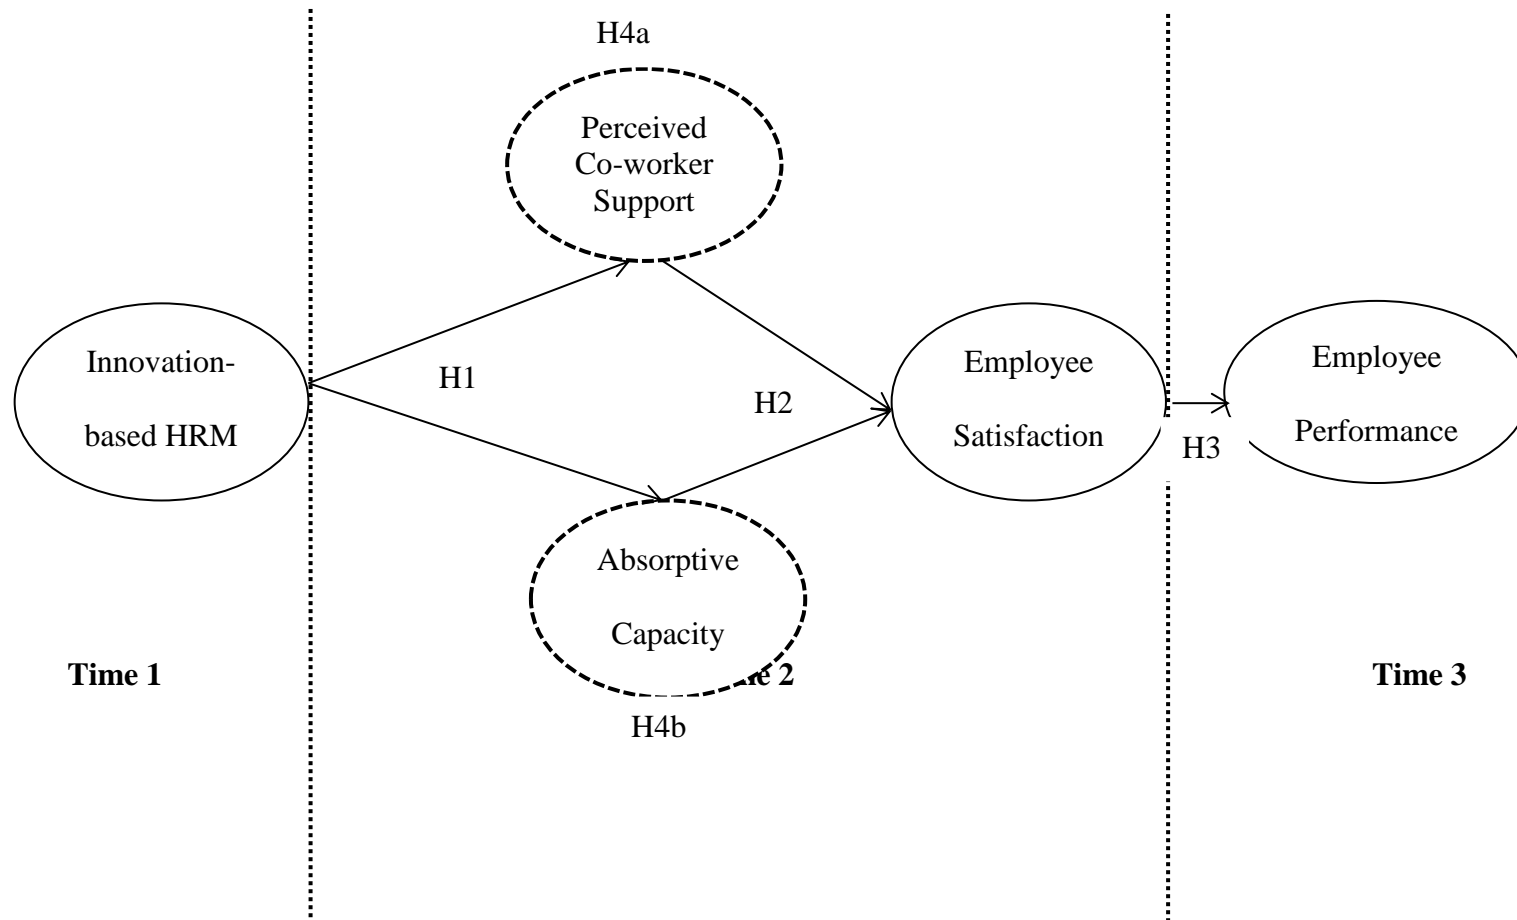 H4a
Perceived
Co-worker
Support
Innovation-
based HRM
H1
H2
Employee
Satisfaction
H3
Employee
Performance
Absorptive
Capacity
Time 1
2
Time 3
H4b